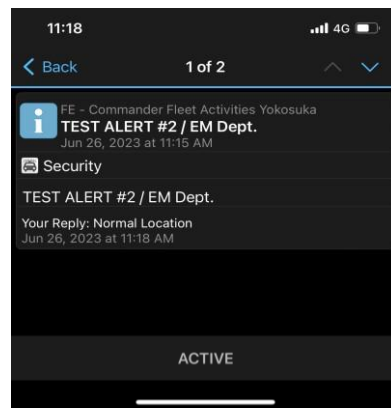 11:18
4G
Back
1 of 2
FE - Commander Fleet Activities Yokosuka
TEST ALERT #2 / EM Dept.
Jun 26, 2023 at 11:15 AM
Security
TEST ALERT #2 / EM Dept.
Your Reply: Normal Location
Jun 26, 2023 at 11:18 AM
ACTIVE